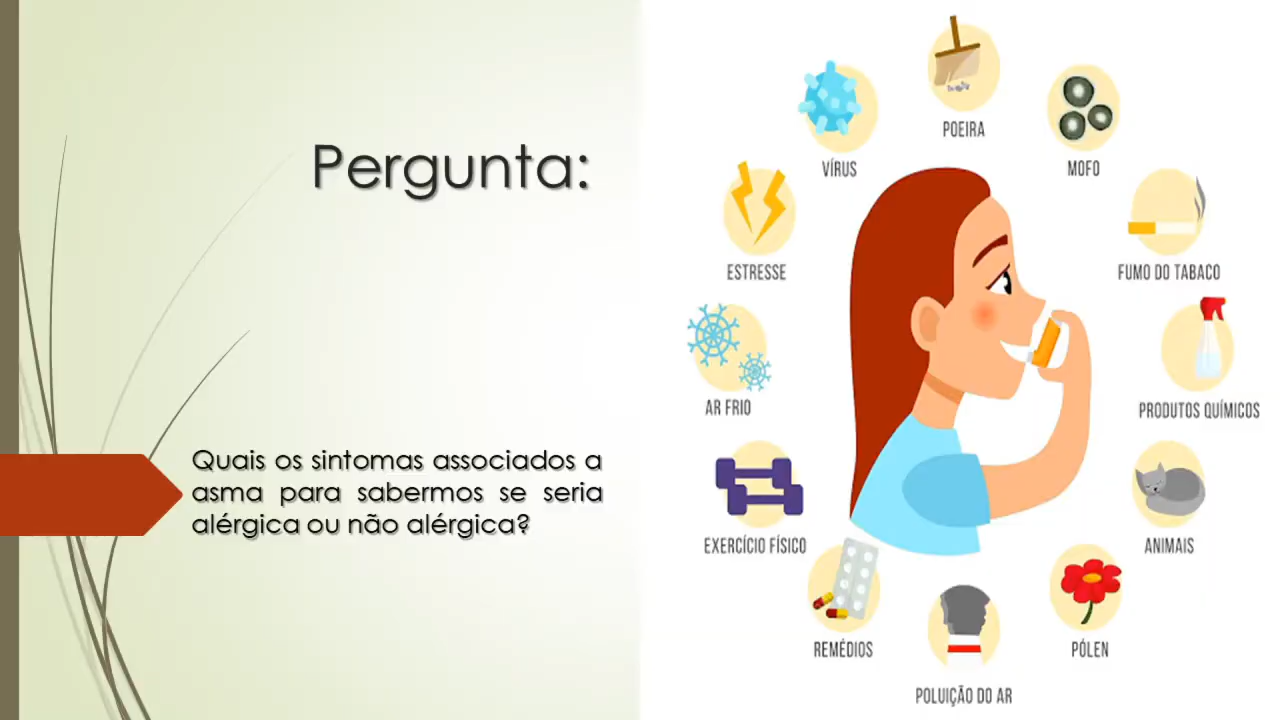 Pergunta:
Quais os sintomas associados a
asma para sabermos se seria
alérgica ou não alérgica?
POEIRA
VÍRUS
MOFO
ESTRESSE
FUMO DO TABACO
AR FRIO
PRODUTOS QUÍMICOS
EXERCÍCIO FÍSICO
ANIMAIS
REMÉDIOS
PÓLEN
POLUIÇÃO DO AR